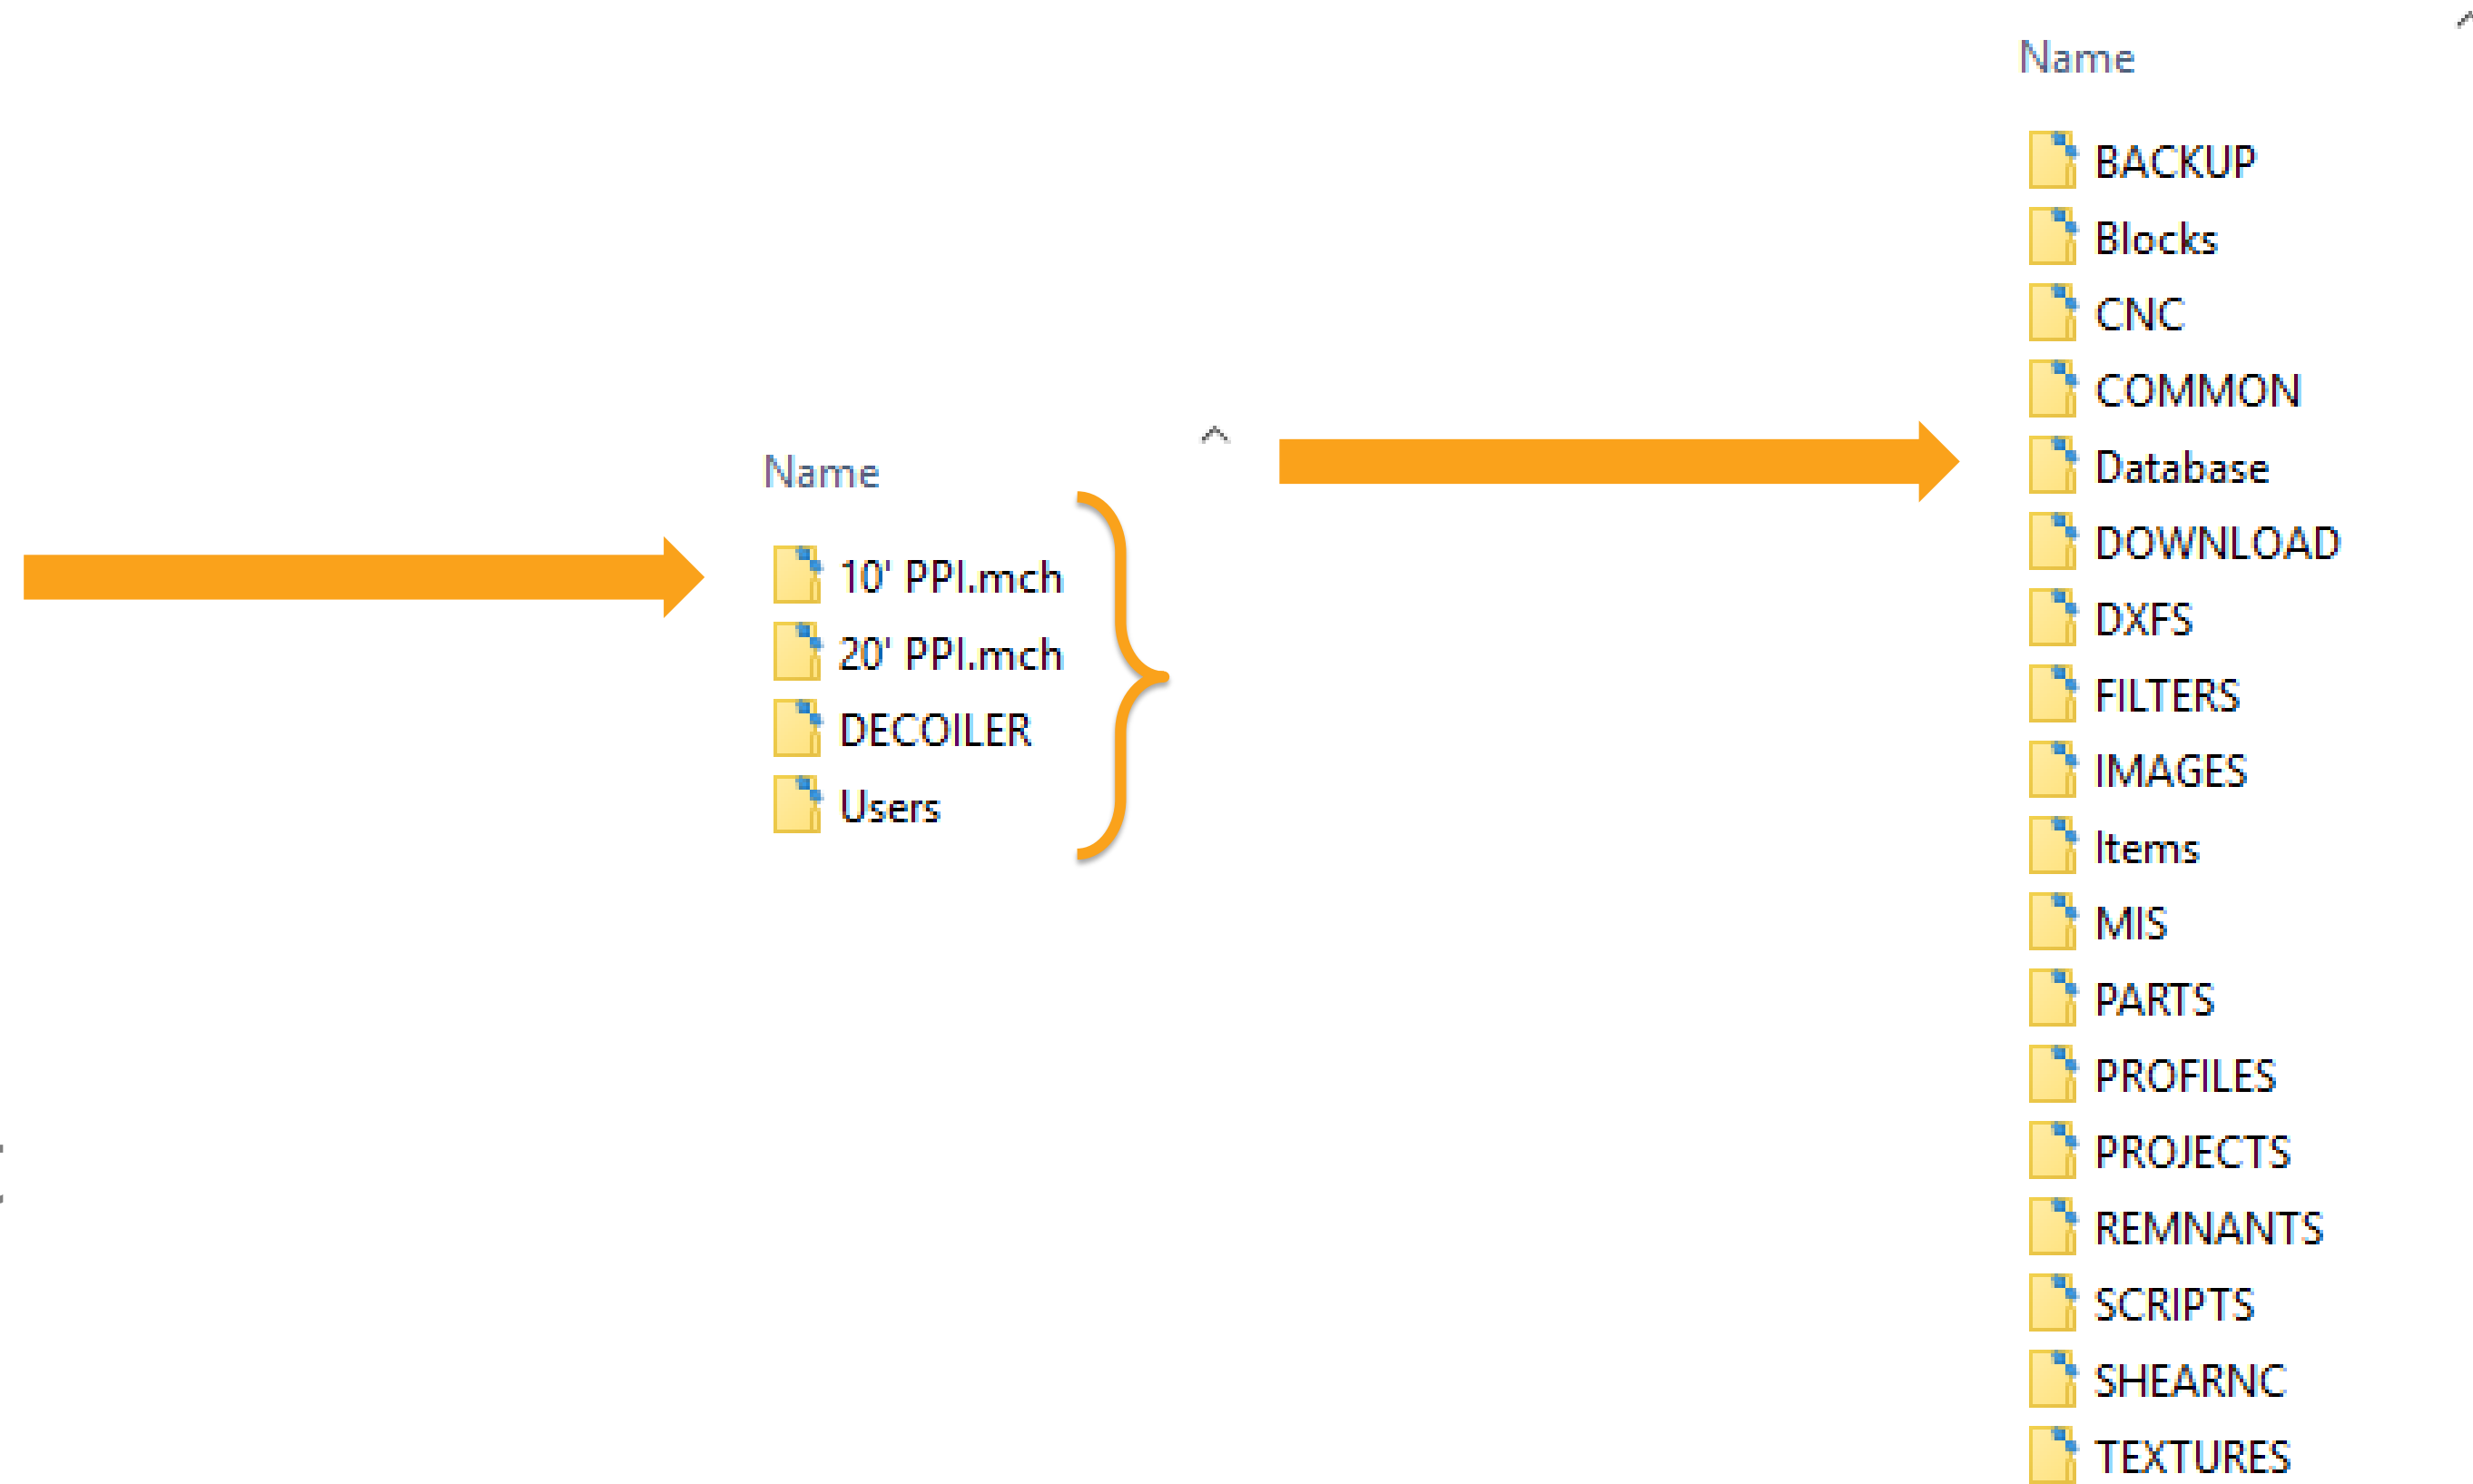 Name
10' PPI.mch
20' PPI.mch
DECOILER
Users
Name
BACKUP
Blocks
CNC
COMMON
Database
DOWNLOAD
DXFS
FILTERS
IMAGES
Items
MIS
PARTS
PROFILES
PROJECTS
REMNANTS
SCRIPTS
SHEARNC
TEXTURES